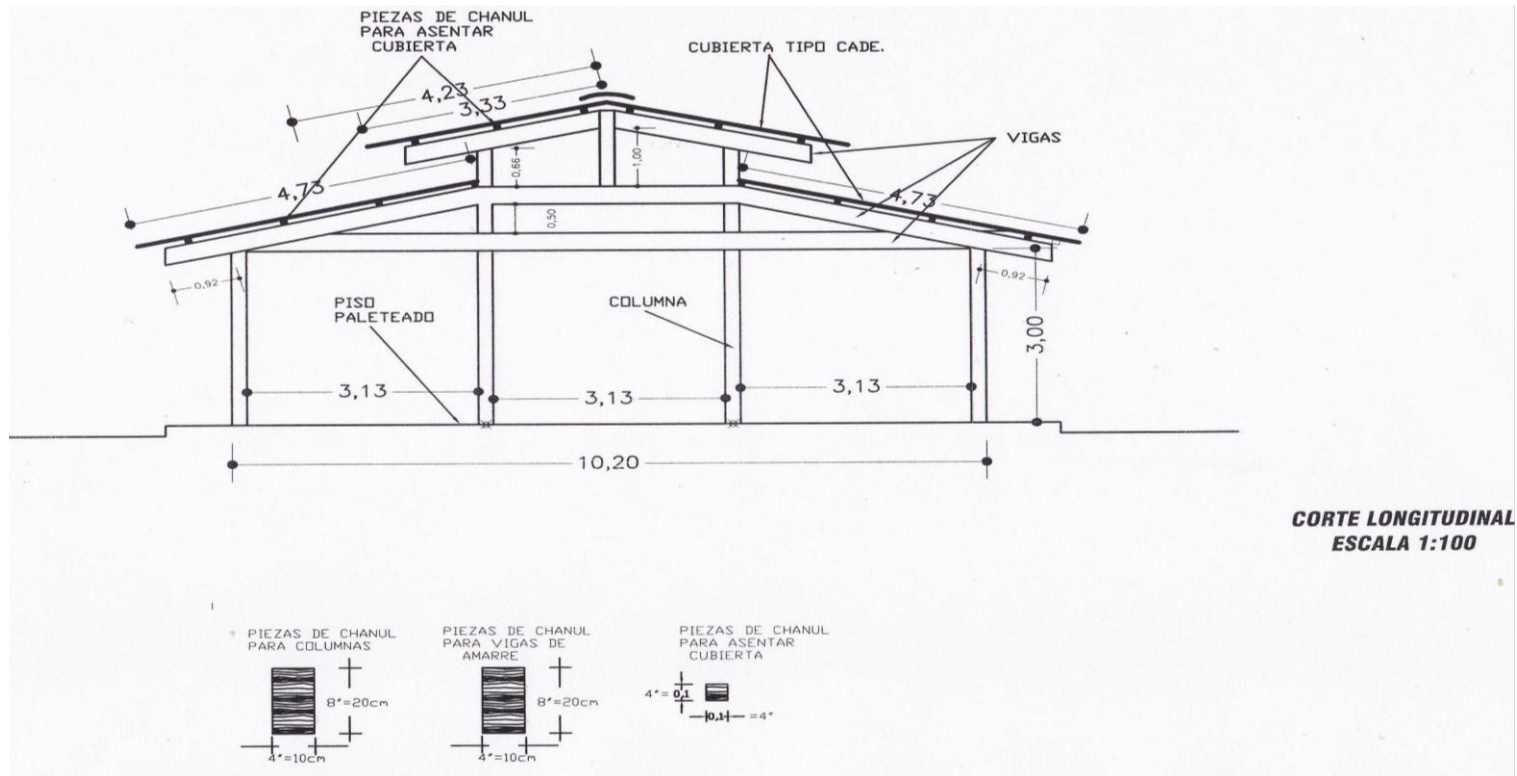 PIEZAS DE CHANUL
PARA ASENTAR
CUBIERTA
CUBIERTA TIPO CADE.
4,23
3,33
VIGAS
0,66
1,00
4,73
4,73
0,50
0,92
0,92
PISO
PALETEADO
COLUMNA
3,00
3,13
3,13
3,13
10,20
CORTE LONGITUDINAL
ESCALA 1:100
PIEZAS DE CHANUL
PARA COLUMNAS
8"=20cm
4"=10cm
PIEZAS DE CHANUL
PARA VIGAS DE
AMARRE
8"=20cm
4"=10cm
PIEZAS DE CHANUL
PARA ASENTAR
CUBIERTA
4"= 0,1
0,1 =4"